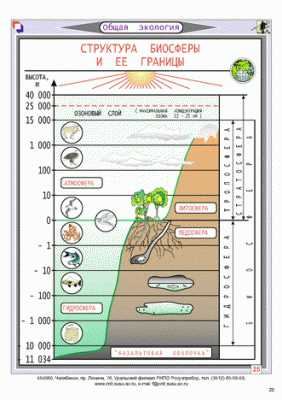 Общая экология
СТРУКТУРА БИОСФЕРЫ
И ЕЕ ГРАНИЦЫ
ВЫСОТА,
м
40 000
25 000
15 000
ОЗОНОВЫЙ СЛОЙ
1 000
100
АТМОСФЕРА
10
ЛИТОСФЕРА
0
ПЕДОСФЕРА
- 1
- 10
- 100
ГИДРОСФЕРА
1 000
"БАЗАЛЬТОВАЯ ОБОЛОЧКА"
10 000
11 034
ТРОПОСФЕРА
СТРАТОСФЕРА
ГИДРОСФЕРА
25